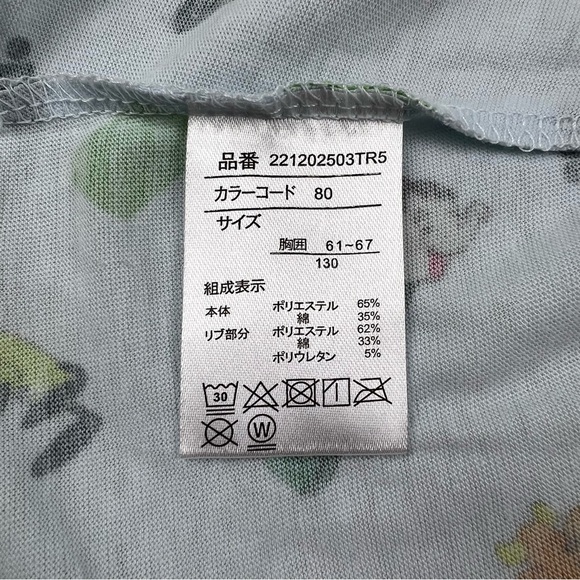 品番 221202503TR5
カラーコード 80
サイズ
胸囲 61~67
130
組成表示
本体 ポリエステル 65%
綿 35%
リブ部分 ポリエステル 62%
綿 33%
ポリウレタン 5%
30
W